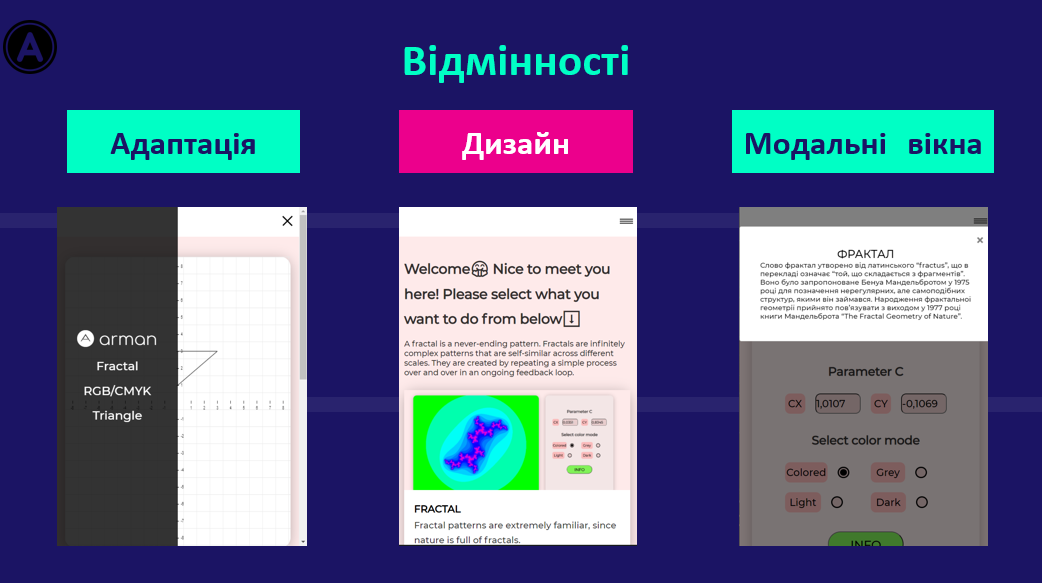 A
Відмінності
Адаптація
Дизайн
Модальні вікна
arman
Fractal
RGB/CMYK
Triangle
Welcome🤗 Nice to meet you
here! Please select what you
want to do from below⬇
A fractal is a never-ending pattern. Fractals are infinitely
complex patterns that are self-similar across different
scales. They are created by repeating a simple process
over and over in an ongoing feedback loop.
Parameter C
CX
CY
Select color mode
Colored Grey
Light Dark
INFO
FRACTAL
Fractal patterns are extremely familiar, since
nature is full of fractals.
×
ФРАКТАЛ
Слово фрактал утворено від латинського “fractus”, що в
перекладі означає “той, що складається з фрагментів”.
Воно було запропоноване Бенуа Мандельбротом у 1975
році для позначення нерегулярних, але самоподібних
структур, якими він займався. Народження фрактальної
геометрії прийнято пов’язувати з виходом у 1977 році
книги Мандельброта “The Fractal Geometry of Nature”.
Parameter C
CX 1,0107 CY -0,1069
Select color mode
Colored Grey
Light Dark
INFO